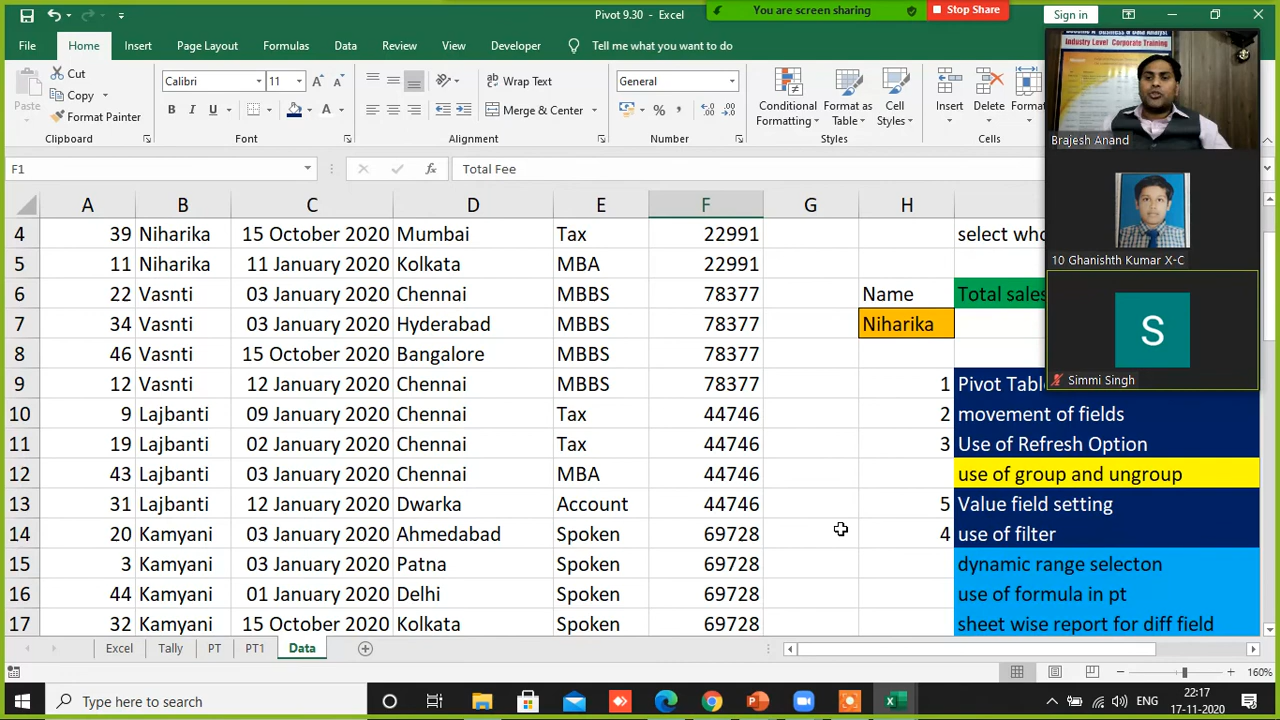 Pivot 9.30 - Excel
You are screen sharing
Stop Share
Sign in
File Home Insert Page Layout Formulas Data Review View Developer Tell me what you want to do
Industry Level Corporate Training
Cut
Copy
Format Painter
Paste
Calibri 11
B I U
Wrap Text
Merge & Center
General
Conditional Formatting
Format as Table
Cell Styles
Insert
Delete
Format
Clipboard Font Alignment Number Styles Cells
Brajesh Anand
F1 Total Fee
A B C D E F G H
4 39 Niharika 15 October 2020 Mumbai Tax 22991 select
5 11 Niharika 11 January 2020 Kolkata MBA 22991
6 22 Vasnti 03 January 2020 Chennai MBBS 78377 Name Total sales
7 34 Vasnti 03 January 2020 Hyderabad MBBS 78377 Niharika
8 46 Vasnti 15 October 2020 Bangalore MBBS 78377
9 12 Vasnti 12 January 2020 Chennai MBBS 78377 1 Pivot
10 9 Lajbanti 09 January 2020 Chennai Tax 44746 2 movement of fields
11 19 Lajbanti 02 January 2020 Chennai Tax 44746 3 Use of Refresh Option
12 43 Lajbanti 03 January 2020 Chennai MBA 44746 use of group and ungroup
13 31 Lajbanti 12 January 2020 Dwarka Account 44746 5 Value field setting
14 20 Kamyani 03 January 2020 Ahmedabad Spoken 69728 4 use of filter
15 3 Kamyani 03 January 2020 Patna Spoken 69728 dynamic range selecton
16 44 Kamyani 01 January 2020 Delhi Spoken 69728 use of formula in pt
17 32 Kamyani 15 October 2020 Kolkata Spoken 69728 sheet wise report for diff field
10 Ghanishth Kumar X-C
S
Simmi Singh
Excel Tally PT PT1 Data
160%
Type here to search
ENG
22:17
17-11-2020